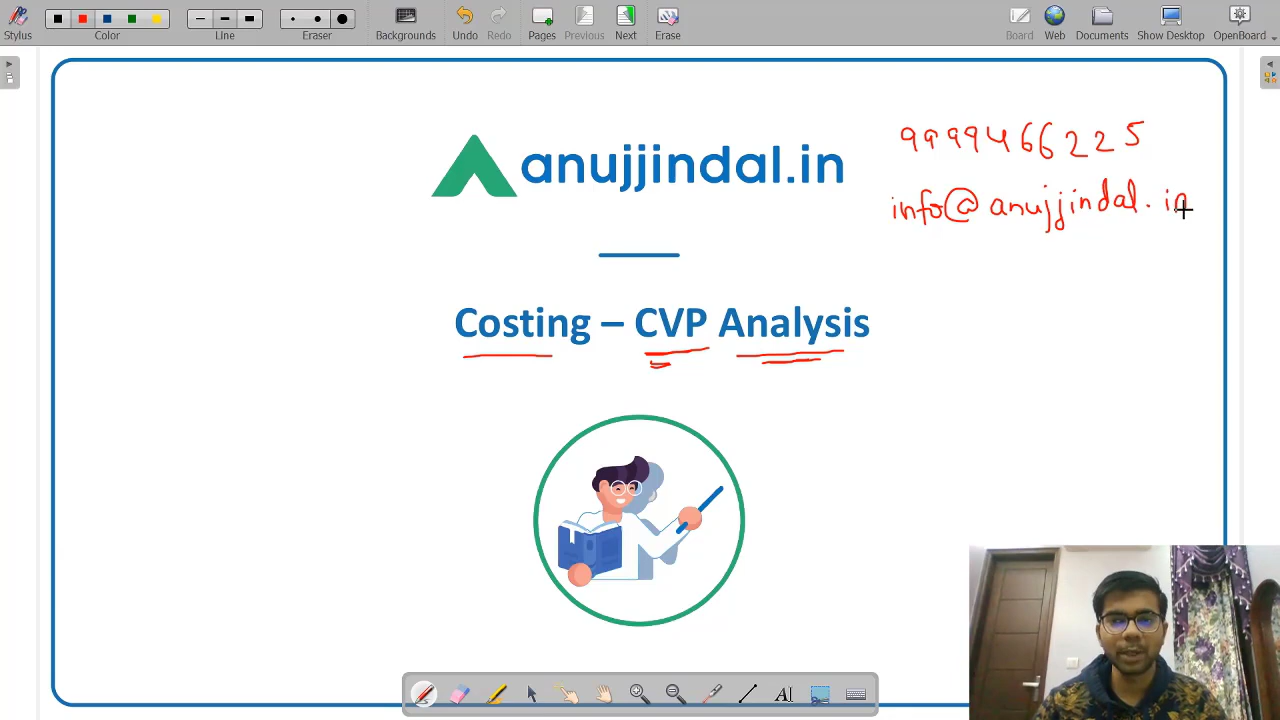 Stylus Color Line Eraser Backgrounds Undo Redo Pages Previous Next Erase Board Web Documents Show Desktop OpenBoard
anujjindal.in
9999466225
info@anujjindal.in
Costing – CVP Analysis
AI